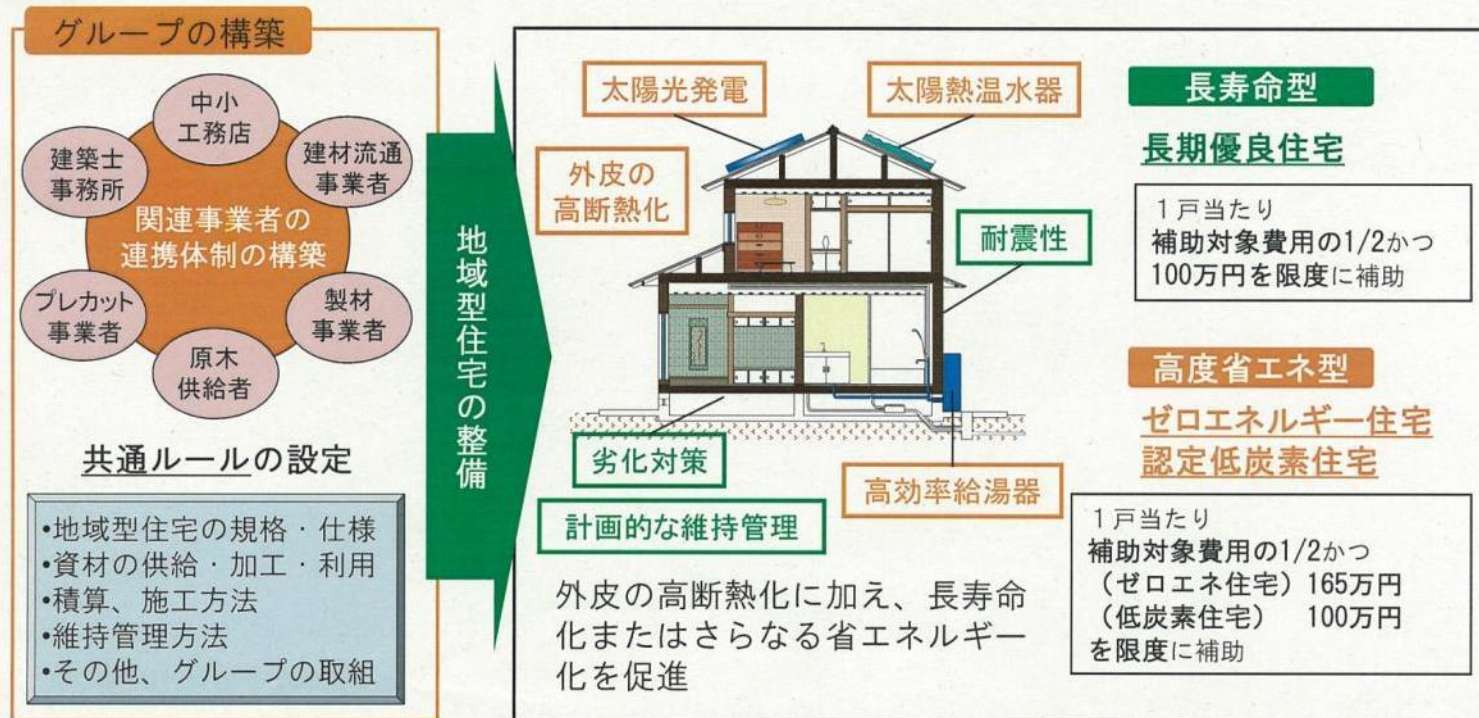 グループの構築
中小
工務店
建築士
事務所
建材流通
事業者
関連事業者の
連携体制の構築
プレカット
事業者
製材
事業者
原木
供給者
共通ルールの設定
•地域型住宅の規格・仕様
•資材の供給・加工・利用
•積算、施工方法
•維持管理方法
•その他、グループの取組
地域型住宅の整備
太陽光発電
太陽熱温水器
外皮の
高断熱化
耐震性
劣化対策
高効率給湯器
計画的な維持管理
外皮の高断熱化に加え、長寿命
化またはさらなる省エネルギー
化を促進
長寿命型
長期優良住宅
1戸当たり
補助対象費用の1/2かつ
100万円を限度に補助
高度省エネ型
ゼロエネルギー住宅
認定低炭素住宅
1戸当たり
補助対象費用の1/2かつ
(ゼロエネ住宅) 165万円
(低炭素住宅) 100万円
を限度に補助